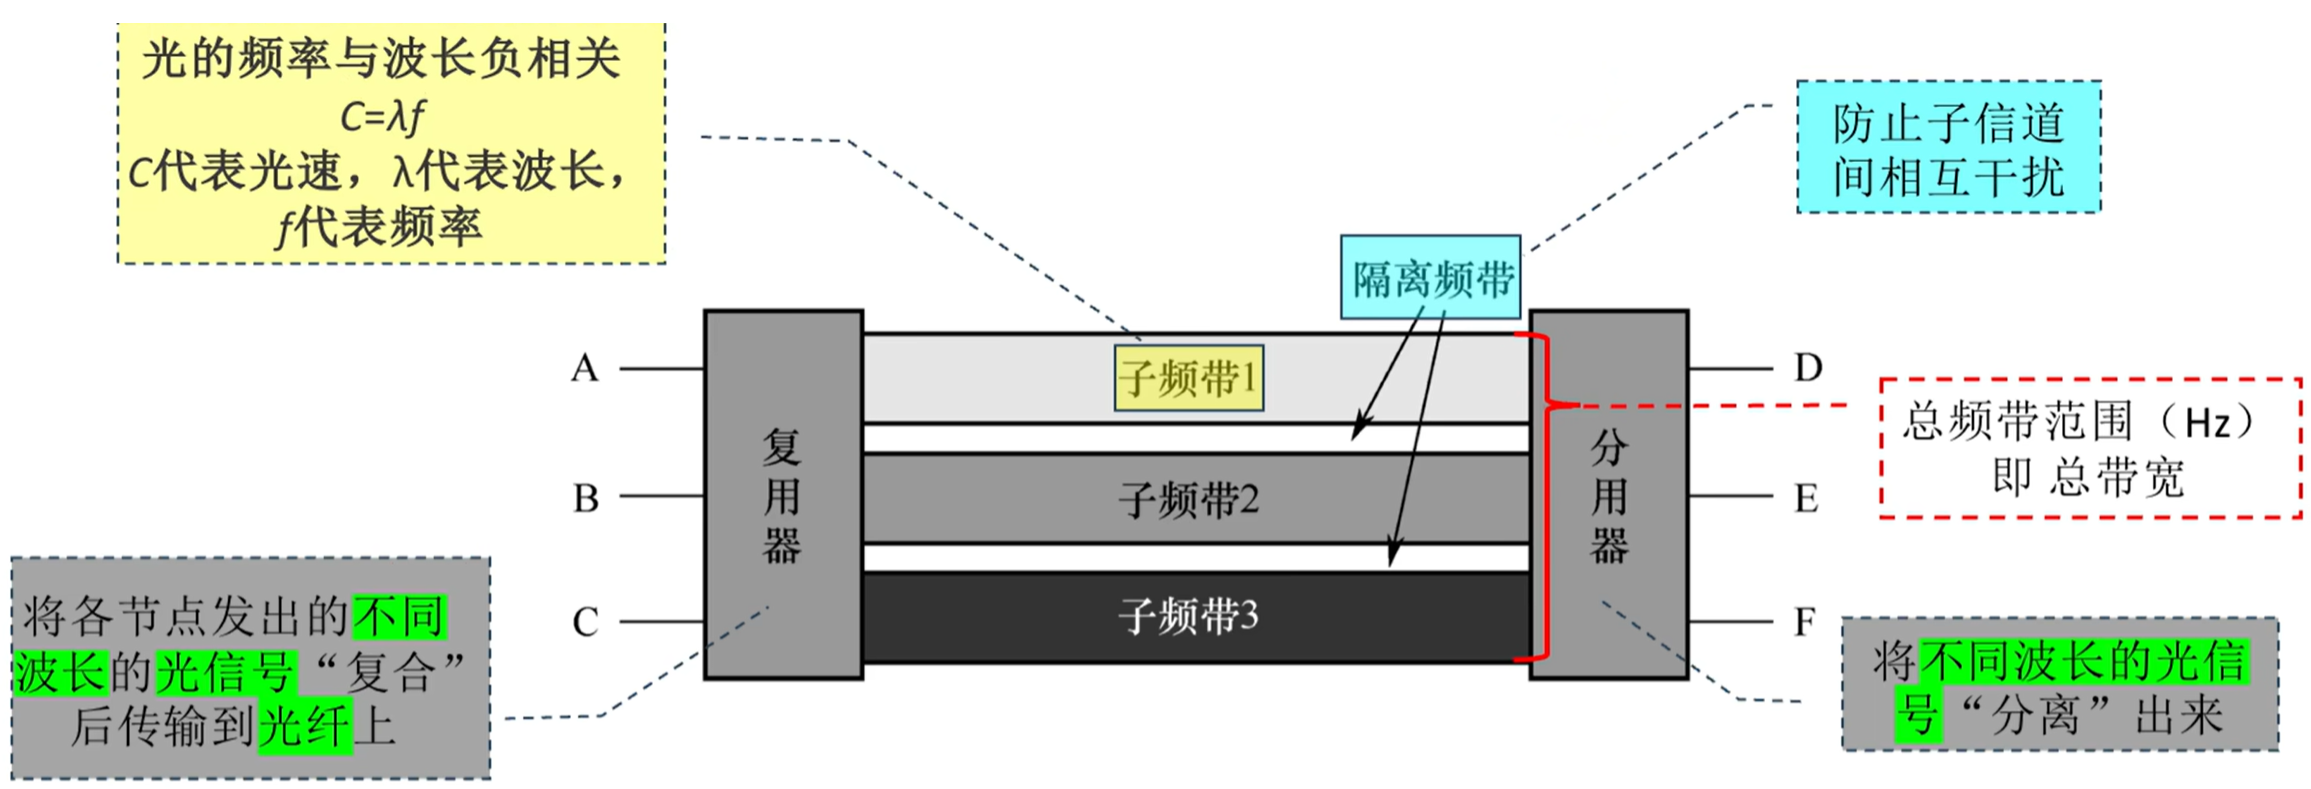 光的频率与波长负相关
C=λf
C代表光速，λ代表波长，
f代表频率
防止子信道
间相互干扰
隔离频带
子频带1
A
D
总频带范围（Hz）
即 总带宽
复用器
分用器
B
子频带2
E
将各节点发出的不同
波长的光信号“复合”
后传输到光纤上
C
子频带3
F
将不同波长的光信
号“分离”出来